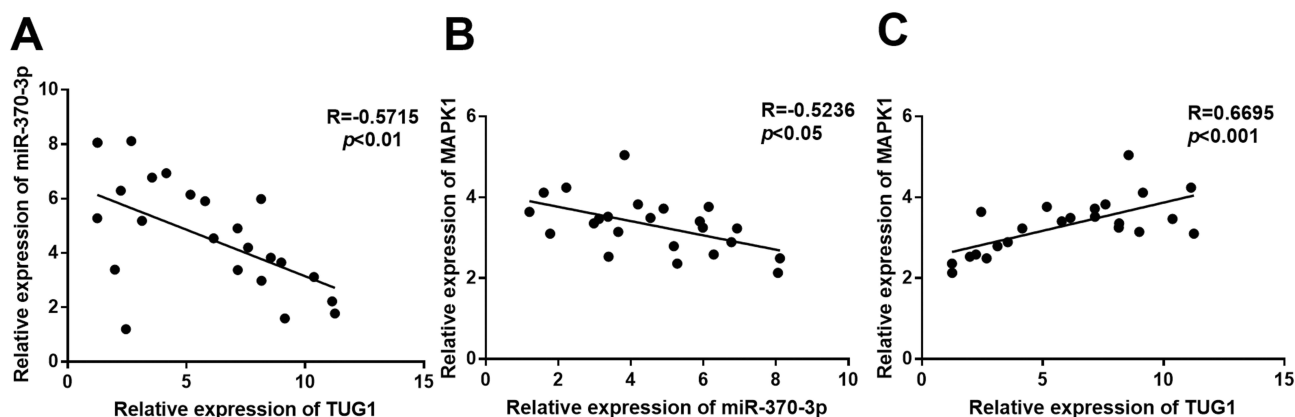 A
Relative expression of miR-370-3p
10
8
6
4
2
0
0
5
10
15
R=-0.5715
p<0.01
Relative expression of TUG1
B
Relative expression of MAPK1
6
4
2
0
0
2
4
6
8
10
R=-0.5236
p<0.05
Relative expression of miR-370-3p
C
Relative expression of MAPK1
6
4
2
0
0
5
10
15
R=0.6695
p<0.001
Relative expression of TUG1